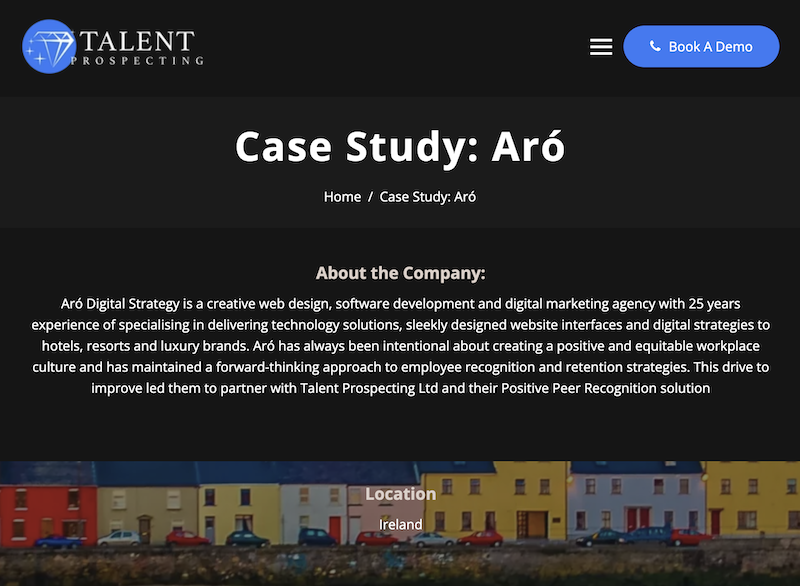 TALENT
PROSPECTING
Book A Demo
Case Study: Aró
Home / Case Study: Aró
About the Company:
Aró Digital Strategy is a creative web design, software development and digital marketing agency with 25 years
experience of specialising in delivering technology solutions, sleekly designed website interfaces and digital strategies to
hotels, resorts and luxury brands. Aró has always been intentional about creating a positive and equitable workplace
culture and has maintained a forward-thinking approach to employee recognition and retention strategies. This drive to
improve led them to partner with Talent Prospecting Ltd and their Positive Peer Recognition solution
Location
Ireland